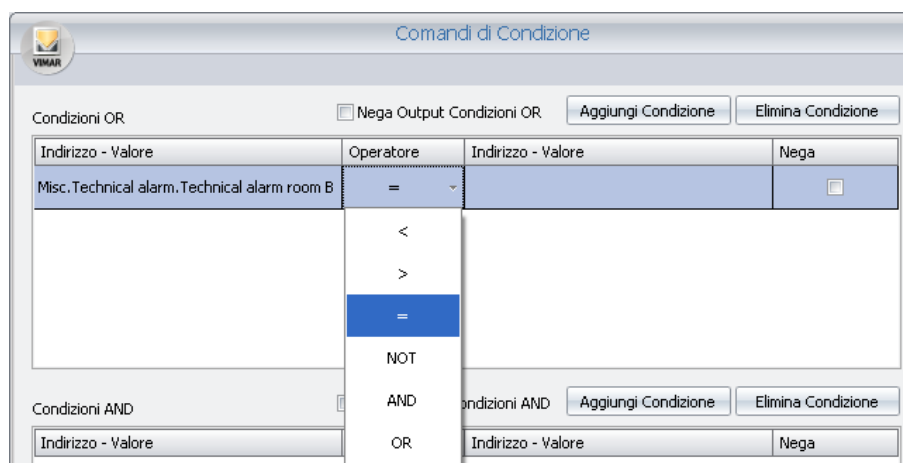 Comandi di Condizione
VIMAR
Condizioni OR Nega Output Condizioni OR Aggiungi Condizione Elimina Condizione
Indirizzo - Valore Operatore Indirizzo - Valore Nega
Misc.Technical alarm.Technical alarm room B =
<
>
=
NOT
AND
OR
Condizioni AND AND Aggiungi Condizione Elimina Condizione
Indirizzo - Valore Indirizzo - Valore Nega